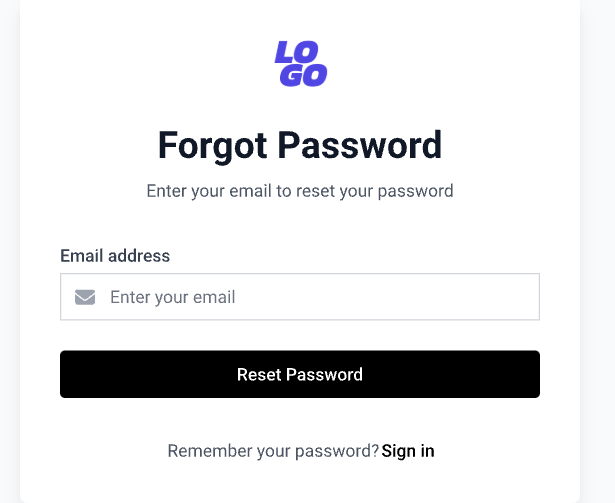 LO
GO
Forgot Password
Enter your email to reset your password
Email address
Enter your email
Reset Password
Remember your password? Sign in